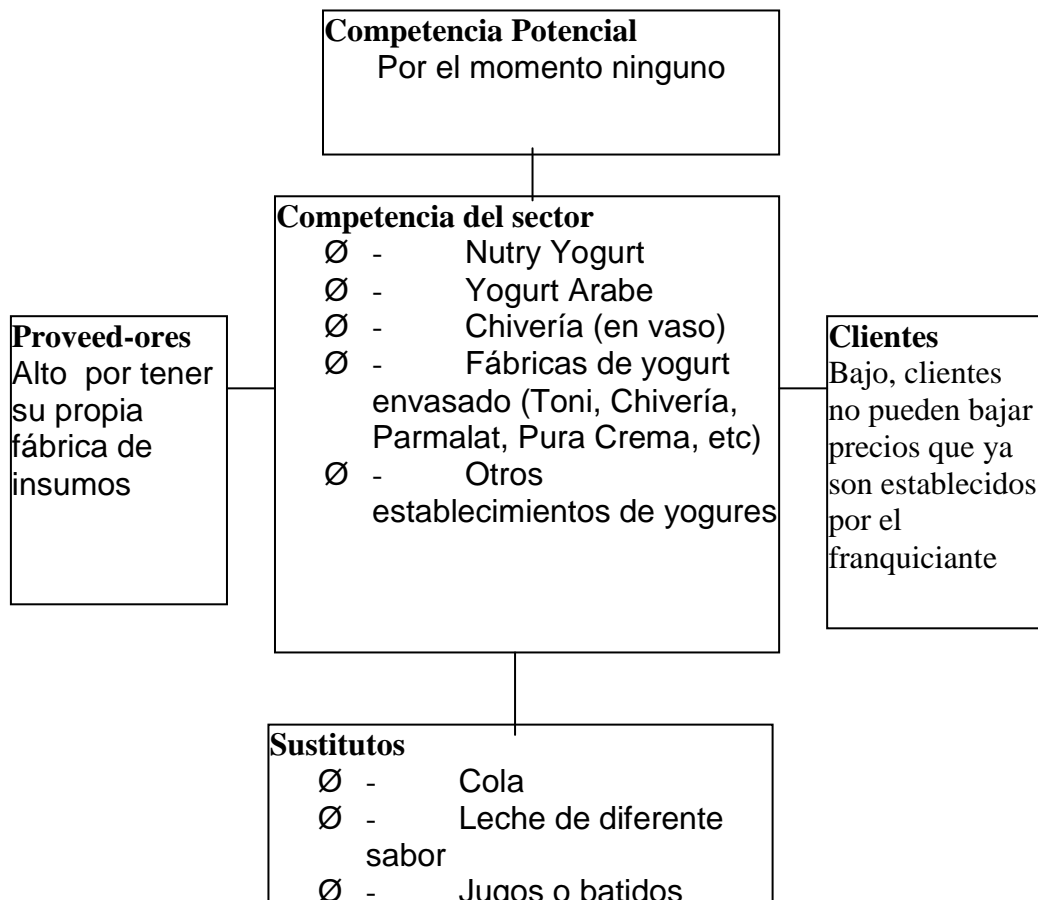 Competencia Potencial
Por el momento ninguno
Competencia del sector
Ø - Nutry Yogurt
Ø - Yogurt Arabe
Ø - Chivería (en vaso)
Ø - Fábricas de yogurt
envasado (Toni, Chivería,
Parmalat, Pura Crema, etc)
Ø - Otros
establecimientos de yogures
Proveed-ores
Alto por tener
su propia
fábrica de
insumos
Clientes
Bajo, clientes
no pueden bajar
precios que ya
son establecidos
por el
franquiciante
Sustitutos
Ø - Cola
Ø - Leche de diferente
sabor
Ø - Jugos o batidos